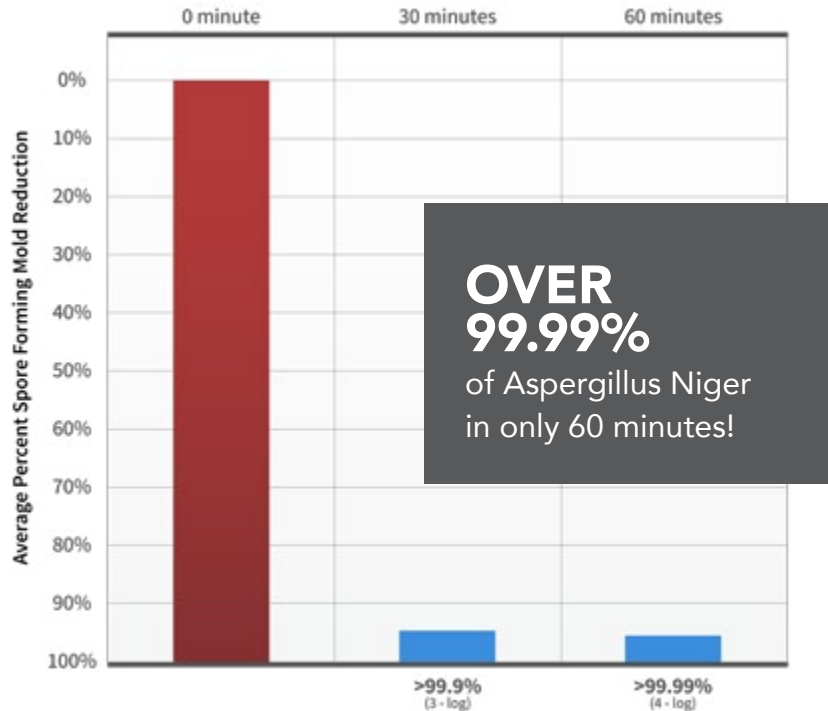 0 minute 30 minutes 60 minutes
Average Percent Spore Forming Mold Reduction
0%
10%
20%
30%
40%
50%
60%
70%
80%
90%
100%
OVER
99.99%
of Aspergillus Niger
in only 60 minutes!
>99.9% >99.99%
(3 - log) (4 - log)